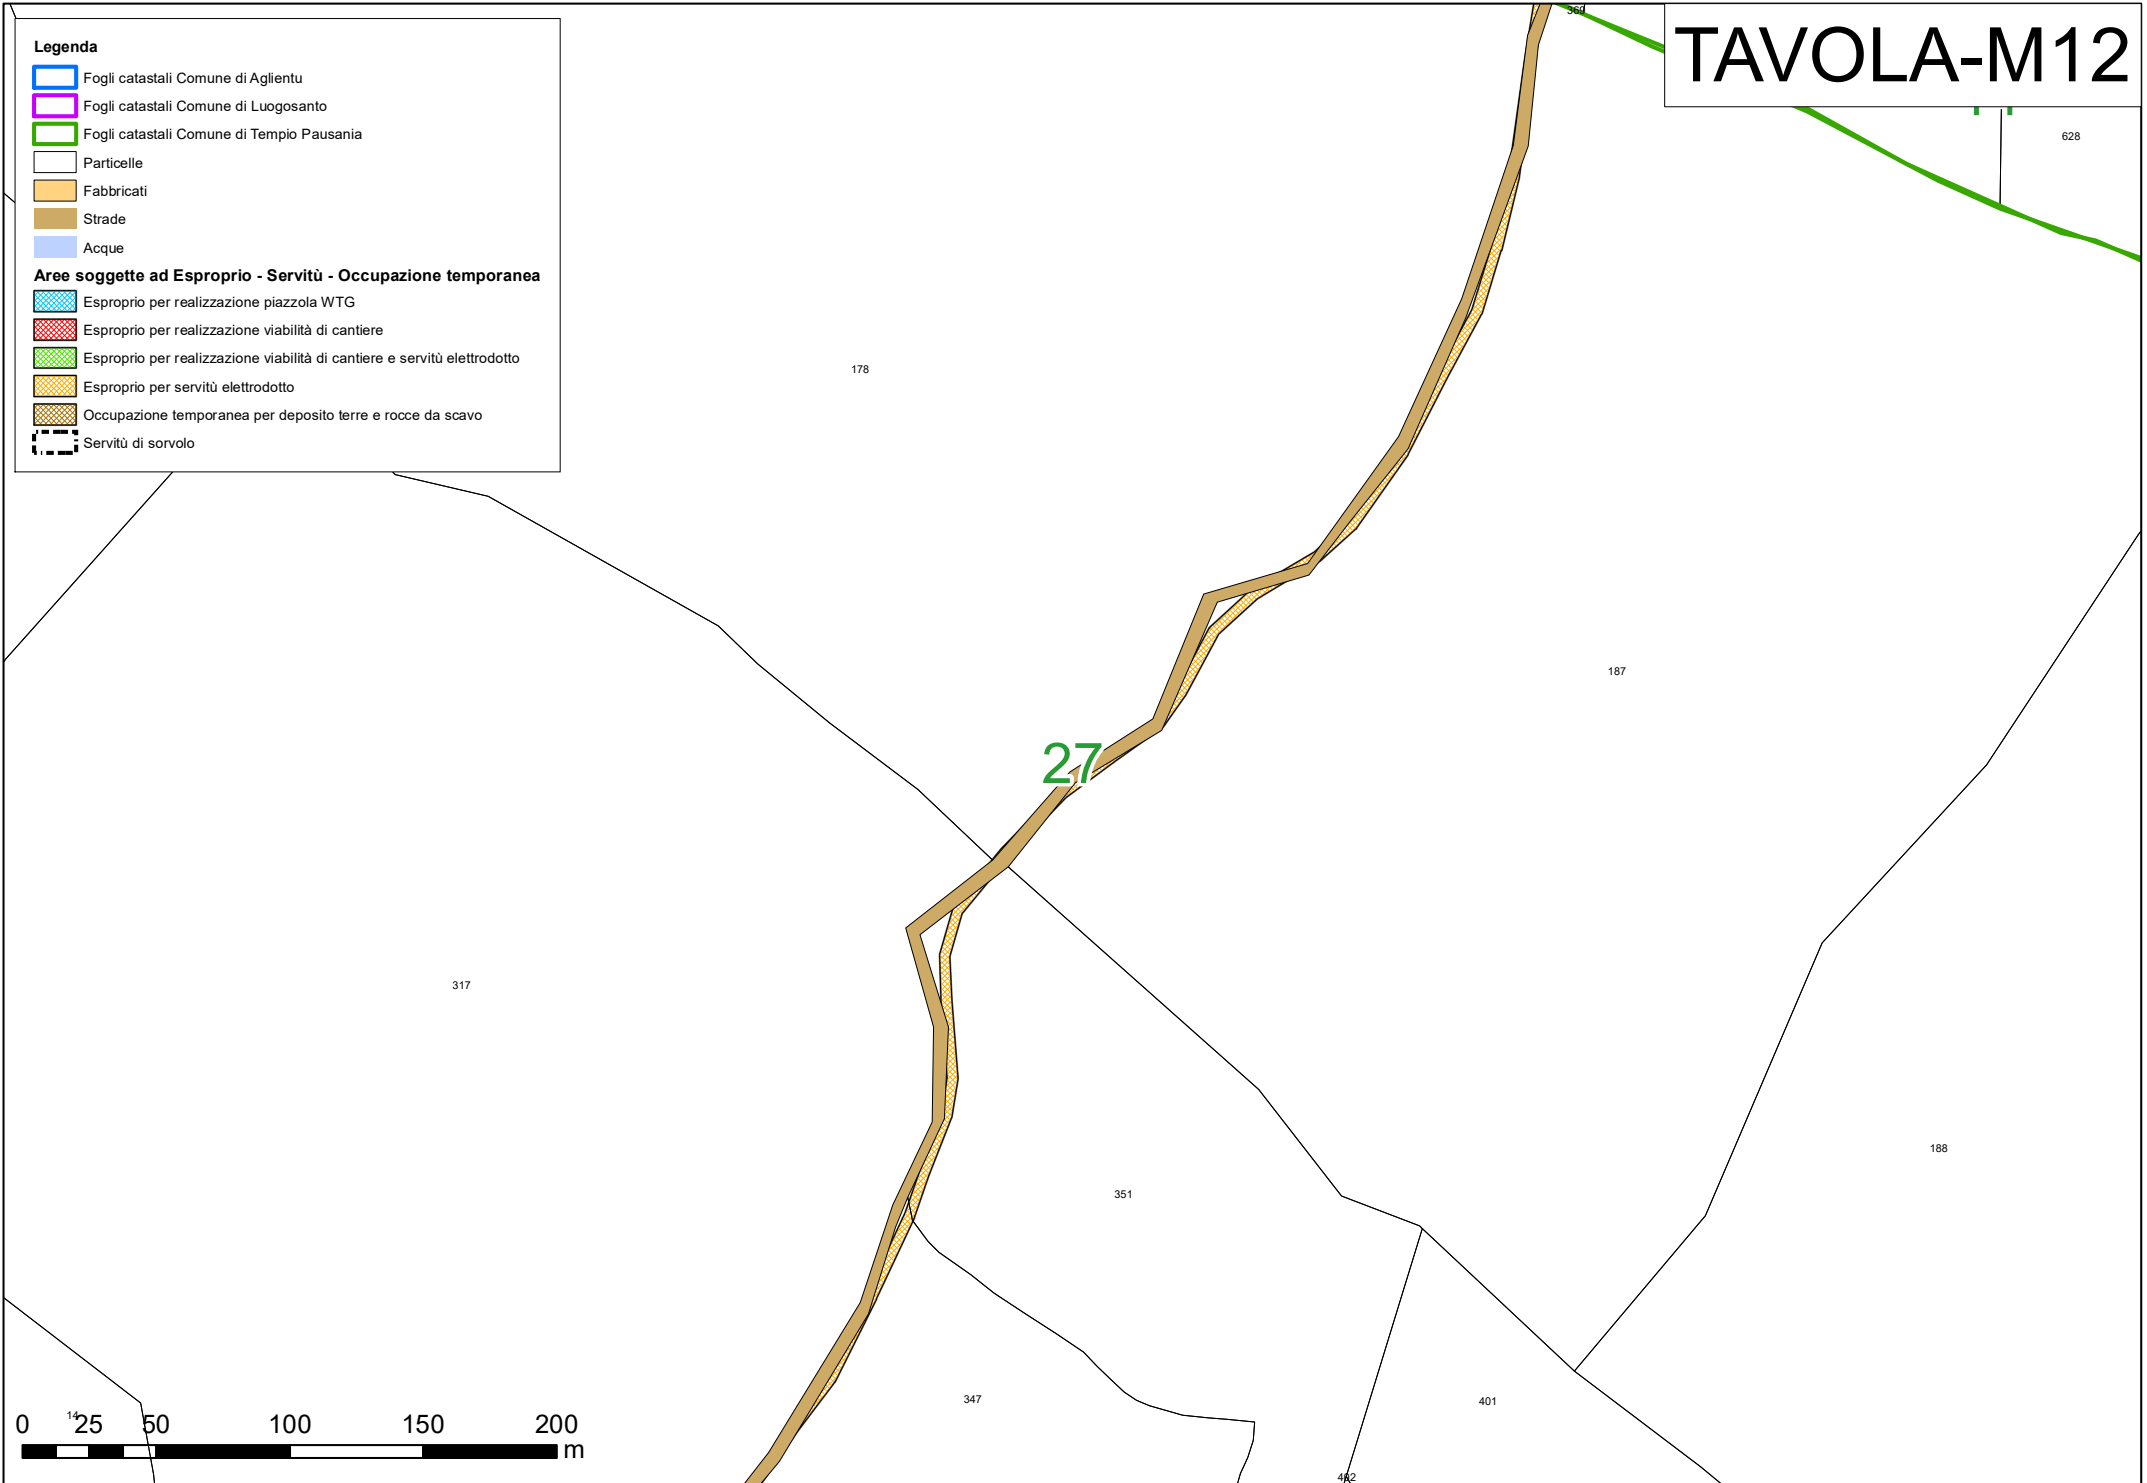 TAVOLA-M12
Legenda
Fogli catastali Comune di Aglientu
Fogli catastali Comune di Luogosanto
Fogli catastali Comune di Tempio Pausania
Particelle
Fabbricati
Strade
Acque
Aree soggette ad Esproprio - Servitù - Occupazione temporanea
Esproprio per realizzazione piazzola WTG
Esproprio per realizzazione viabilità di cantiere
Esproprio per realizzazione viabilità di cantiere e servitù elettrodotto
Esproprio per servitù elettrodotto
Occupazione temporanea per deposito terre e rocce da scavo
Servitù di sorvolo
369
628
178
187
27
317
188
351
347
401
14
402
0 25 50 100 150 200
m